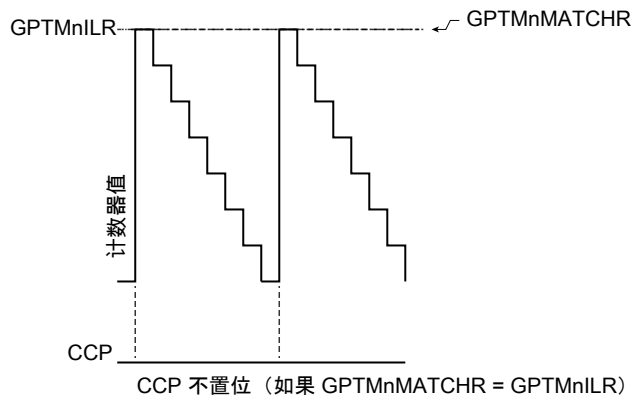 GPTMnILR
GPTMnMATCHR
计数器值
CCP
CCP 不置位（如果 GPTMnMATCHR = GPTMnILR）